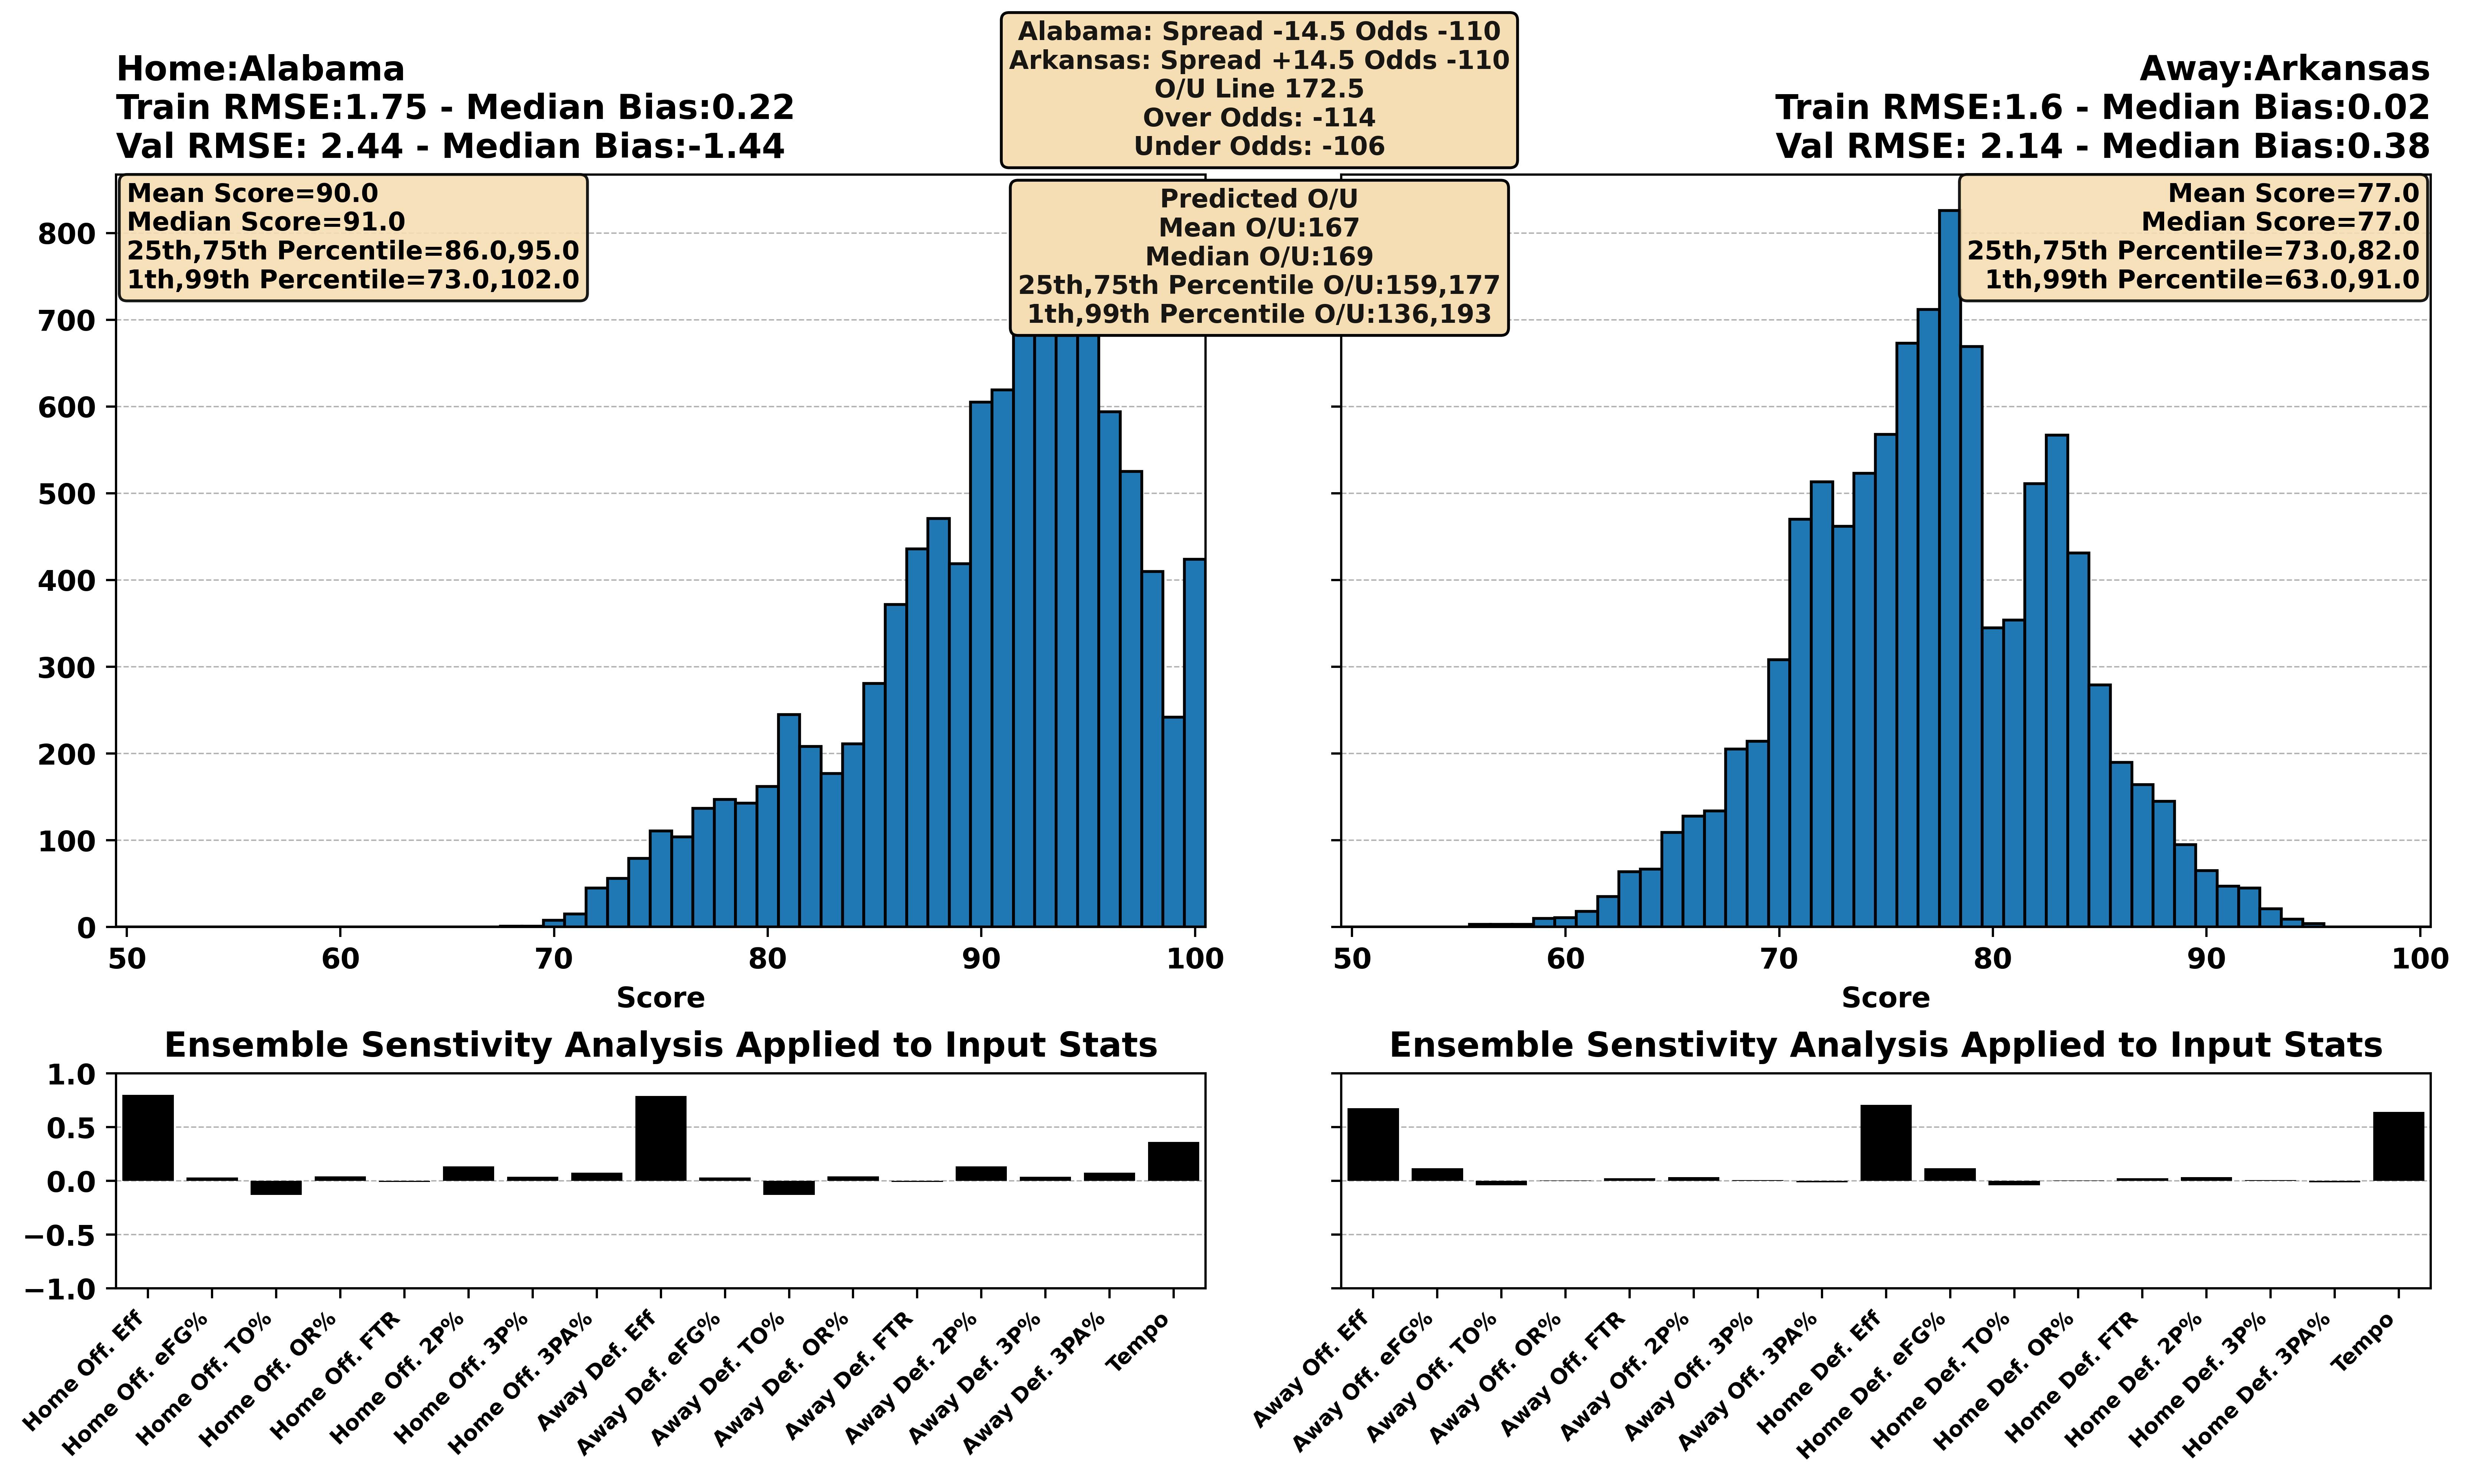 Alabama: Spread -14.5 Odds -110
Arkansas: Spread +14.5 Odds -110
O/U Line 172.5
Over Odds: -114
Under Odds: -106
Home:Alabama
Train RMSE:1.75 - Median Bias:0.22
Val RMSE: 2.44 - Median Bias:-1.44
Away:Arkansas
Train RMSE:1.6 - Median Bias:0.02
Val RMSE: 2.14 - Median Bias:0.38
Mean Score=90.0
Median Score=91.0
25th,75th Percentile=86.0,95.0
1th,99th Percentile=73.0,102.0
Predicted O/U
Mean O/U:167
Median O/U:169
25th,75th Percentile O/U:159,177
1th,99th Percentile O/U:136,193
Mean Score=77.0
Median Score=77.0
25th,75th Percentile=73.0,82.0
1th,99th Percentile=63.0,91.0
800
700
600
500
400
300
200
100
0
50 60 70 80 90 100
Score
50 60 70 80 90 100
Score
Ensemble Senstivity Analysis Applied to Input Stats
1.0
0.5
0.0
−0.5
−1.0
Home Off. Eff
Home Off. eFG%
Home Off. TO%
Home Off. OR%
Home Off. FTR
Home Off. 2P%
Home Off. 3P%
Home Off. 3PA%
Away Def. Eff
Away Def. eFG%
Away Def. TO%
Away Def. OR%
Away Def. FTR
Away Def. 2P%
Away Def. 3P%
Away Def. 3PA%
Tempo
Ensemble Senstivity Analysis Applied to Input Stats
Away Off. Eff
Away Off. eFG%
Away Off. TO%
Away Off. OR%
Away Off. FTR
Away Off. 2P%
Away Off. 3P%
Away Off. 3PA%
Home Def. Eff
Home Def. eFG%
Home Def. TO%
Home Def. OR%
Home Def. FTR
Home Def. 2P%
Home Def. 3P%
Home Def. 3PA%
Tempo